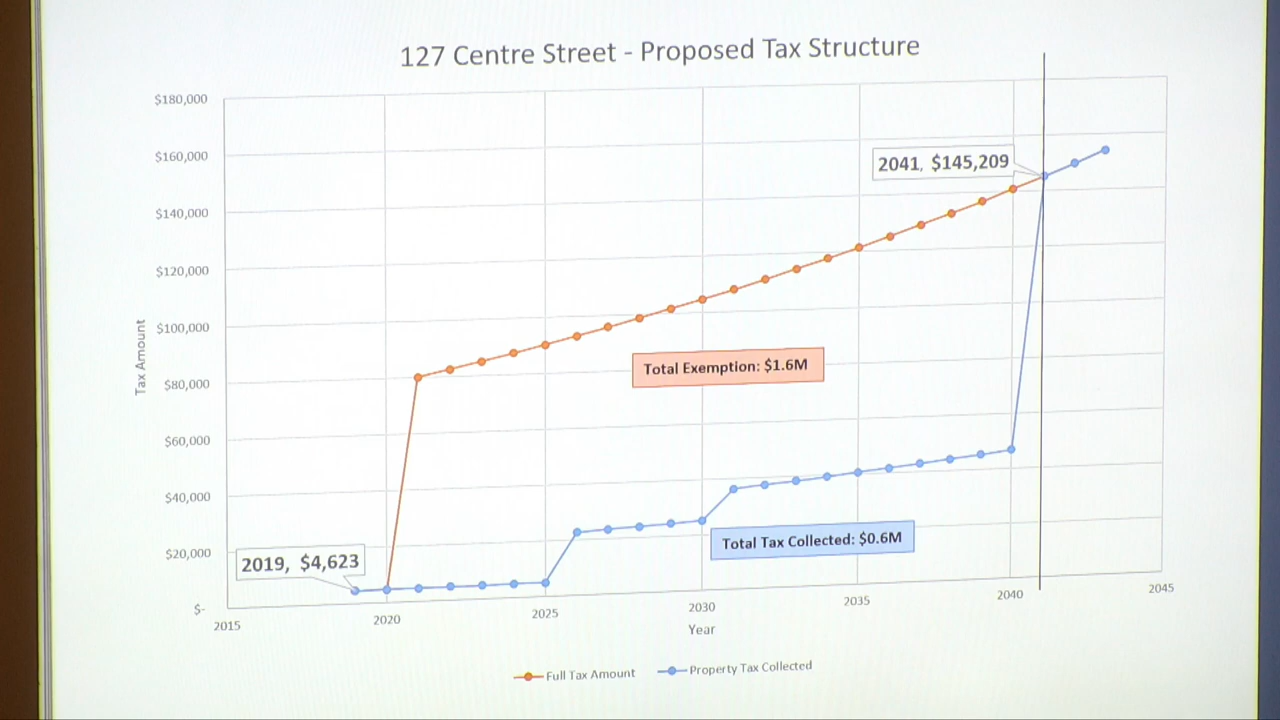 127 Centre Street - Proposed Tax Structure
$180,000
$160,000
$140,000
$120,000
$100,000
$80,000
$60,000
$40,000
$20,000
$-
Tax Amount
2041, $145,209
Total Exemption: $1.6M
Total Tax Collected: $0.6M
2019, $4,623
2015
2020
2025
2030
2035
2040
2045
Year
Full Tax Amount
Property Tax Collected